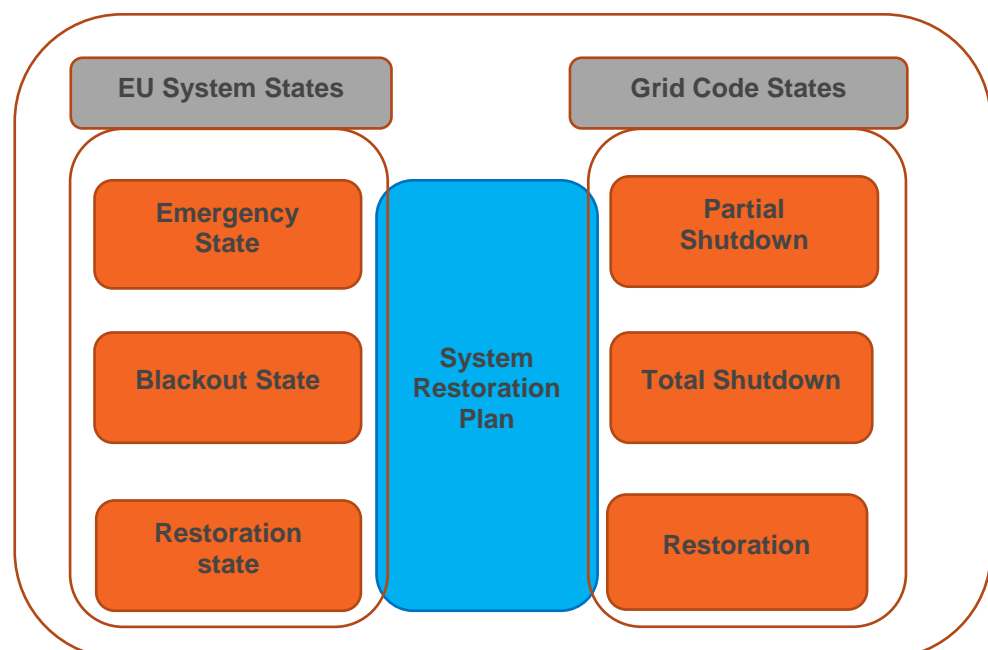 EU System States
Grid Code States
Emergency
State
Partial
Shutdown
Blackout State
System
Restoration
Plan
Total Shutdown
Restoration
state
Restoration